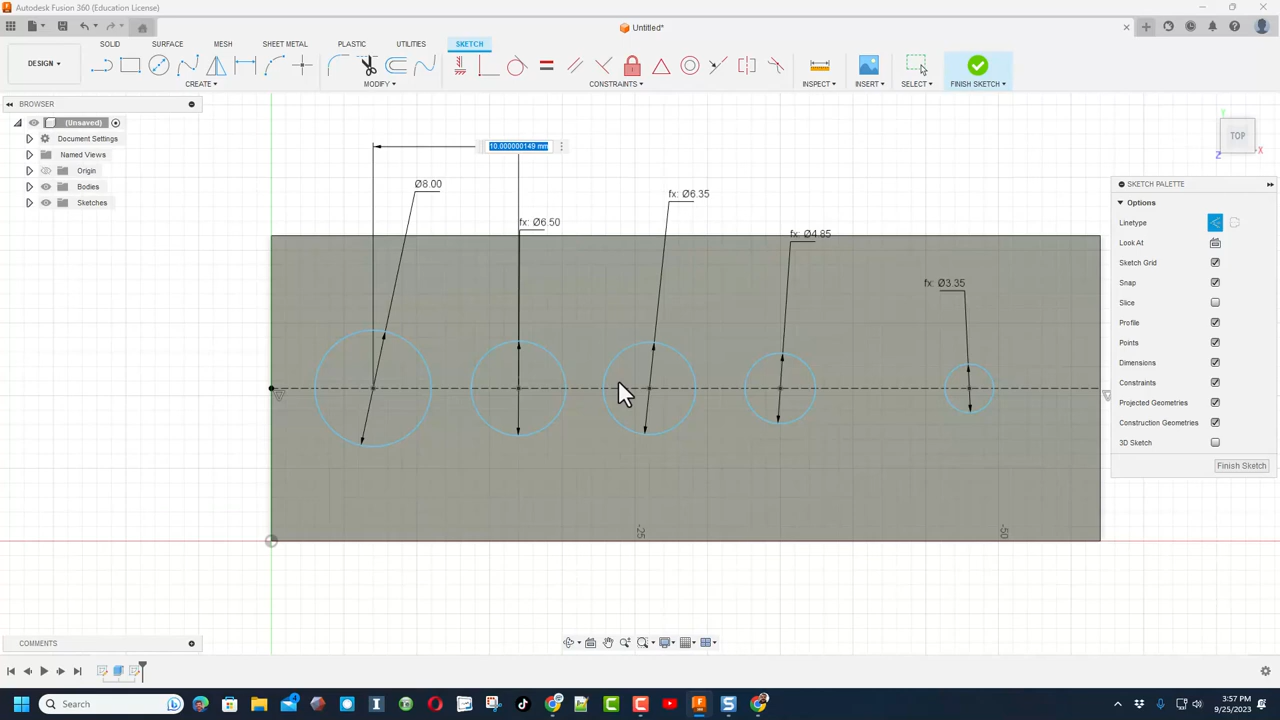 Autodesk Fusion 360 (Education License)
Untitled*
SOLID SURFACE MESH SHEET METAL PLASTIC UTILITIES SKETCH
DESIGN ▾
CREATE ▾ MODIFY ▾ CONSTRAINTS ▾ INSPECT ▾ INSERT ▾ SELECT ▾ FINISH SKETCH ▾
BROWSER
(Unsaved)
Document Settings
Named Views
Origin
Bodies
Sketches
TOP
Y
X
Z
10.000000149 mm
Ø8.00
fx: Ø6.50
fx: Ø6.35
fx: Ø4.85
fx: Ø3.35
-25
-50
SKETCH PALETTE
Options
Linetype
Look At
Sketch Grid
Snap
Slice
Profile
Points
Dimensions
Constraints
Projected Geometries
Construction Geometries
3D Sketch
Finish Sketch
COMMENTS
Search
3:57 PM
9/25/2023